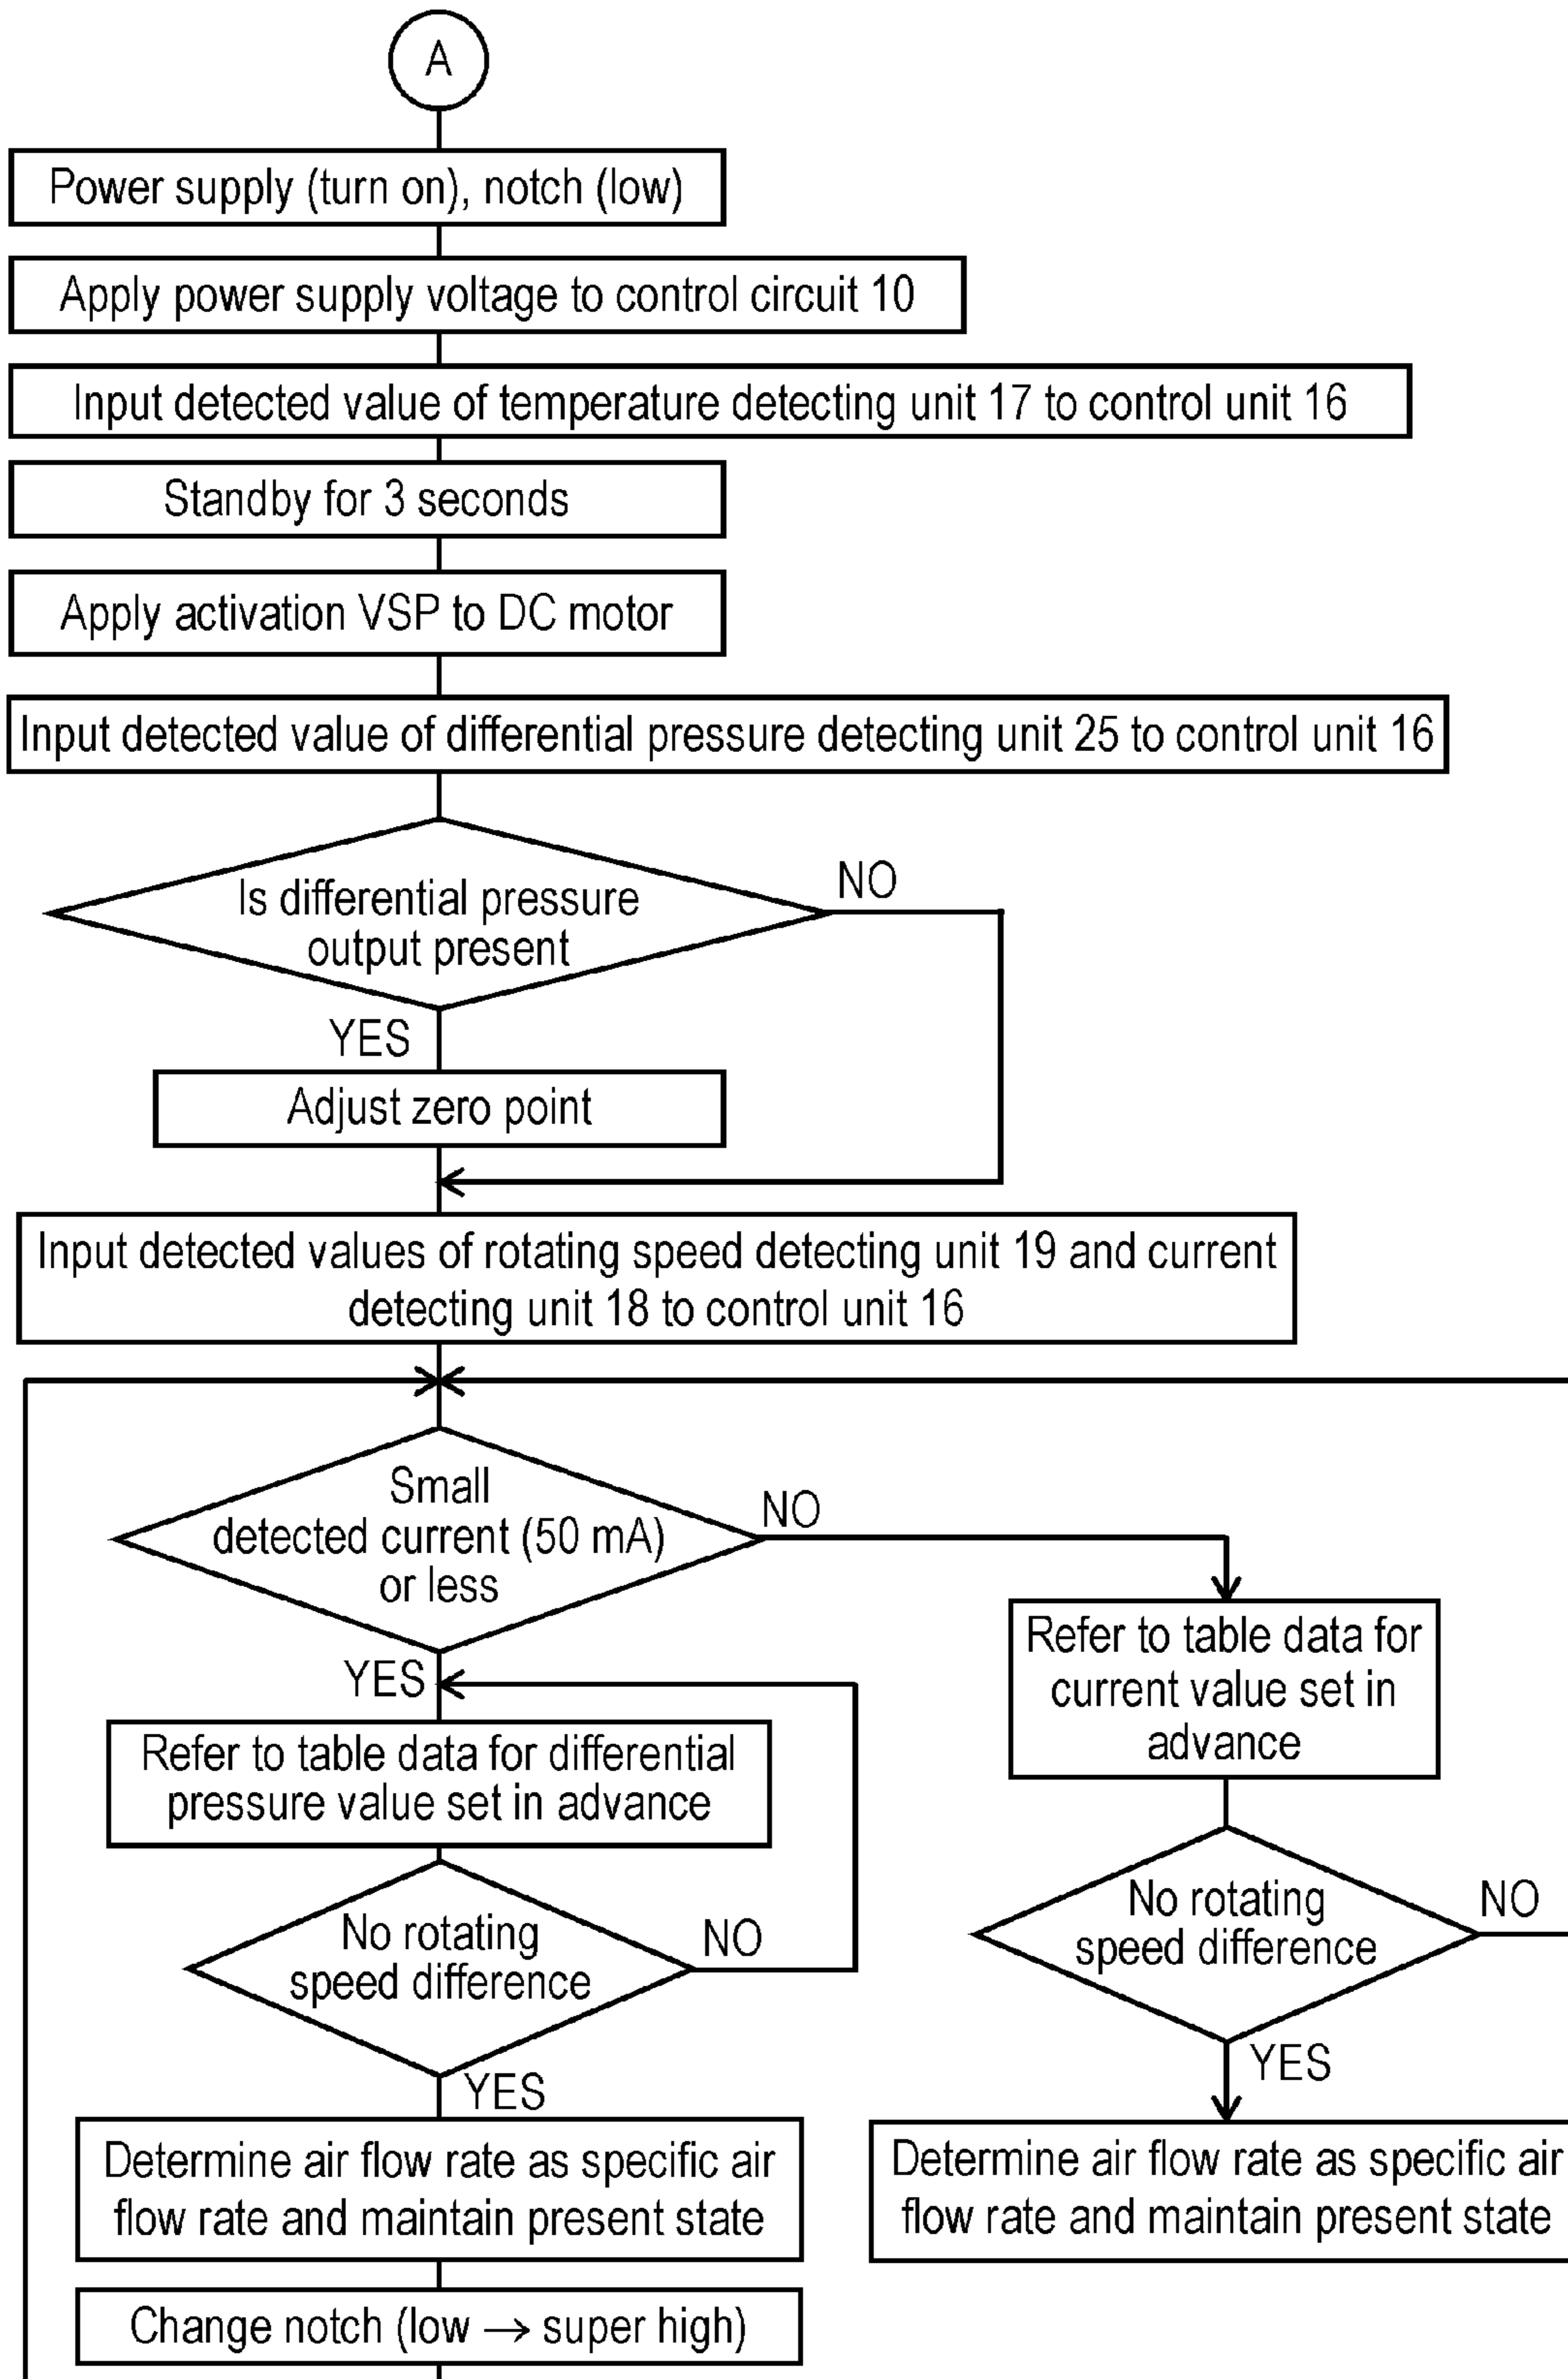 A
Power supply (turn on), notch (low)
Apply power supply voltage to control circuit 10
Input detected value of temperature detecting unit 17 to control unit 16
Standby for 3 seconds
Apply activation VSP to DC motor
Input detected value of differential pressure detecting unit 25 to control unit 16
Is differential pressure
output present
NO
YES
Adjust zero point
Input detected values of rotating speed detecting unit 19 and current
detecting unit 18 to control unit 16
Small
detected current (50 mA)
or less
NO
YES
Refer to table data for differential
pressure value set in advance
No rotating
speed difference
NO
YES
Determine air flow rate as specific air
flow rate and maintain present state
Change notch (low → super high)
Refer to table data for
current value set in
advance
No rotating
speed difference
NO
YES
Determine air flow rate as specific air
flow rate and maintain present state